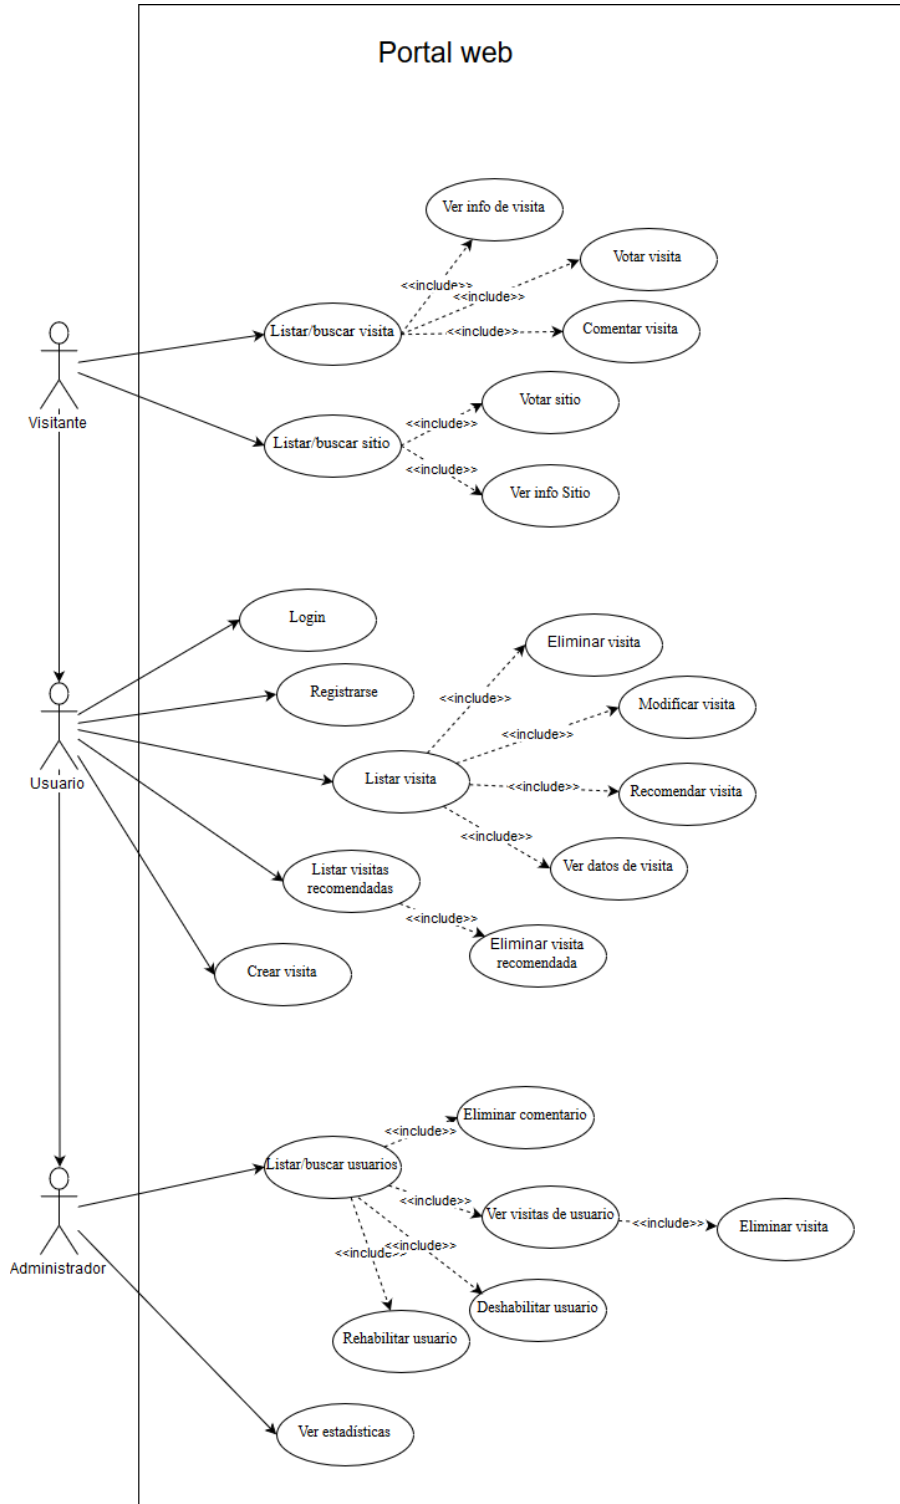 Portal web
Ver info de visita
Votar visita
<<include>>
<<include>>
Listar/buscar visita
<<include>>
Comentar visita
Visitante
Votar sitio
<<include>>
Listar/buscar sitio
<<include>>
Ver info Sitio
Login
Eliminar visita
Registrarse
<<include>>
Modificar visita
<<include>>
Usuario
Listar visita
<<include>>
Recomendar visita
<<include>>
Ver datos de visita
Listar visitas
recomendadas
<<include>>
Eliminar visita
recomendada
Crear visita
Eliminar comentario
<<include>>
Listar/buscar usuarios
<<include>>
Ver visitas de usuario
<<include>>
Eliminar visita
<<include>>
<<include>>
Administrador
Deshabilitar usuario
Rehabilitar usuario
Ver estadísticas